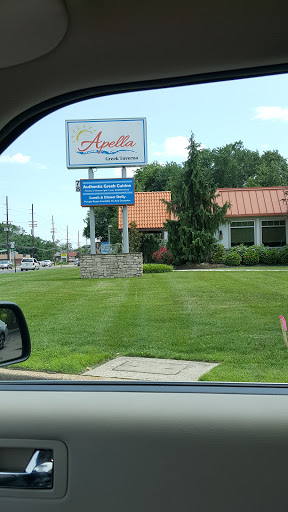 Apella
Greek Taverna
Authentic Greek Cuisine
Lunch & Dinner Daily